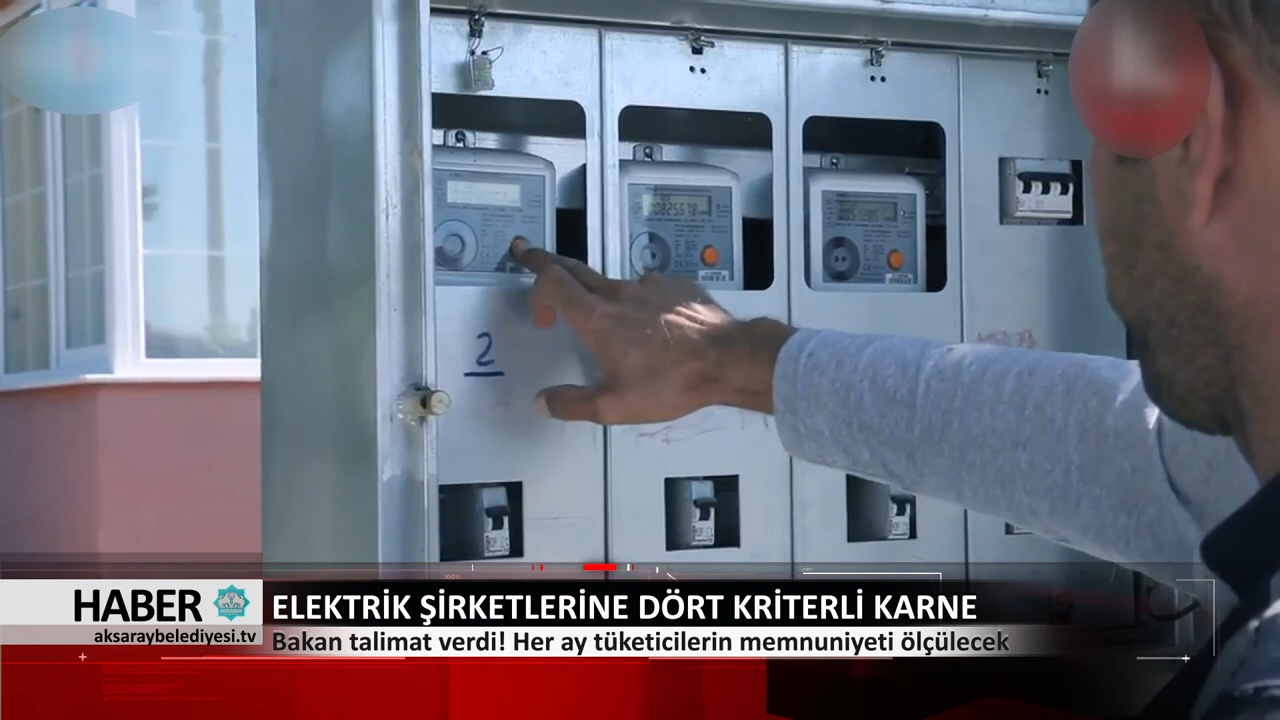 2
HABER
aksaraybelediyesi.tv
ELEKTRİK ŞİRKETLERİNE DÖRT KRİTERLİ KARNE
Bakan talimat verdi! Her ay tüketicilerin memnuniyeti ölçülecek